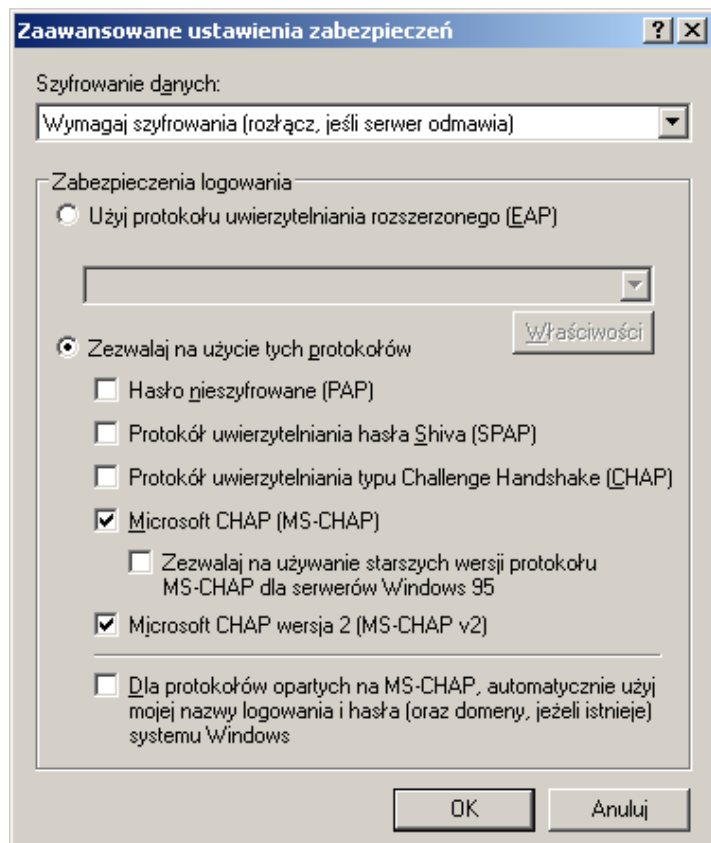 Zaawansowane ustawienia zabezpieczeń
Szyfrowanie danych:
Wymagaj szyfrowania (rozłącz, jeśli serwer odmawia)
Zabezpieczenia logowania
Użyj protokołu uwierzytelniania rozszerzonego (EAP)
Właściwości
Zezwalaj na użycie tych protokołów
Hasło nieszyfrowane (PAP)
Protokół uwierzytelniania hasła Shiva (SPAP)
Protokół uwierzytelniania typu Challenge Handshake (CHAP)
Microsoft CHAP (MS-CHAP)
Zezwalaj na używanie starszych wersji protokołu
MS-CHAP dla serwerów Windows 95
Microsoft CHAP wersja 2 (MS-CHAP v2)
Dla protokołów opartych na MS-CHAP, automatycznie użyj
mojej nazwy logowania i hasła (oraz domeny, jeżeli istnieje)
systemu Windows
OK Anuluj